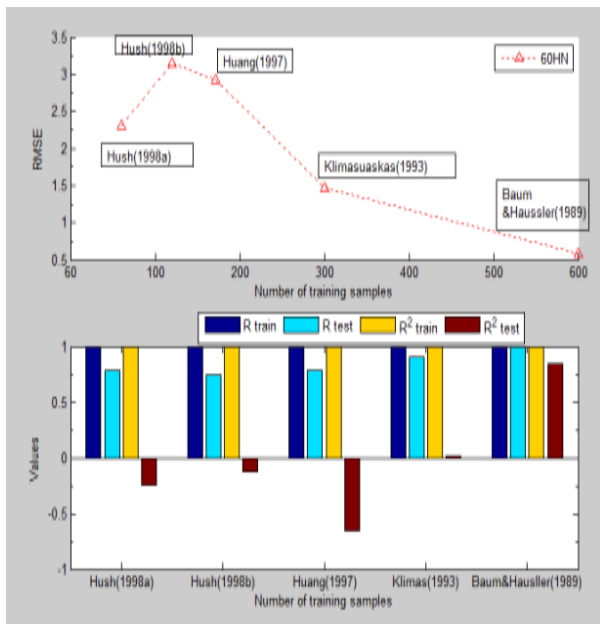 3.5
3
2.5
2
1.5
1
0.5
RMSE
Hush(1998b)
Huang(1997)
Hush(1998a)
Klimasuaskas(1993)
Baum
&Haussler(1989)
60HN
60 100 200 300 400 500 600
Number of training samples
R train R test R² train R² test
1
0.5
0
-0.5
-1
Values
Hush(1998a) Hush(1998b) Huang(1997) Klimas(1993) Baum&Hausller(1989)
Number of training samples